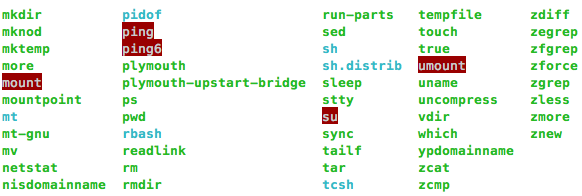 mkdir pidof run-parts tempfile zdiff
mknod ping sed touch zegrep
mktemp ping6 sh true zfgrep
more plymouth sh.distrib umount zforce
mount plymouth-upstart-bridge sleep uname zgrep
mountpoint ps stty uncompress zless
mt pwd su vdir zmore
mt-gnu rbash sync which znew
mv readlink tailf ypdomainname
netstat rm tar zcat
nisdomainname rmdir tcsh zcmp